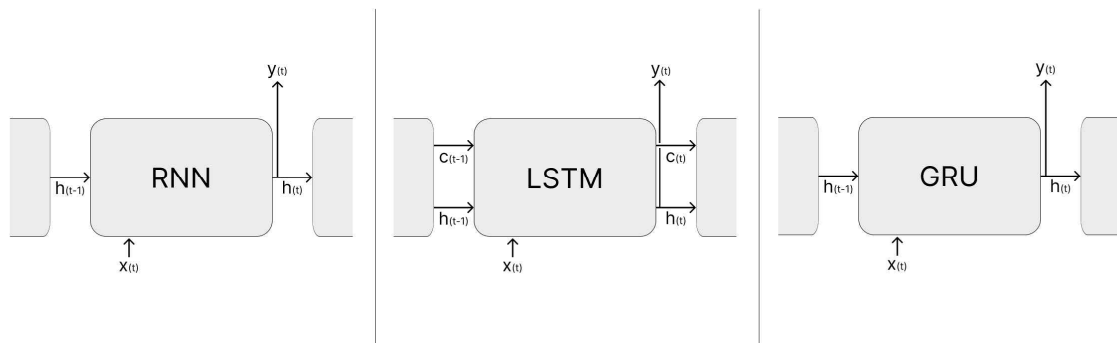 y(t)
RNN
h(t-1)
h(t)
x(t)
y(t)
c(t-1)
c(t)
LSTM
h(t-1)
h(t)
x(t)
y(t)
GRU
h(t-1)
h(t)
x(t)